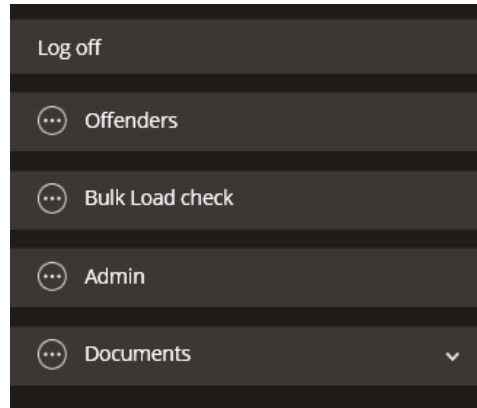 Log off
Offenders
Bulk Load check
Admin
Documents